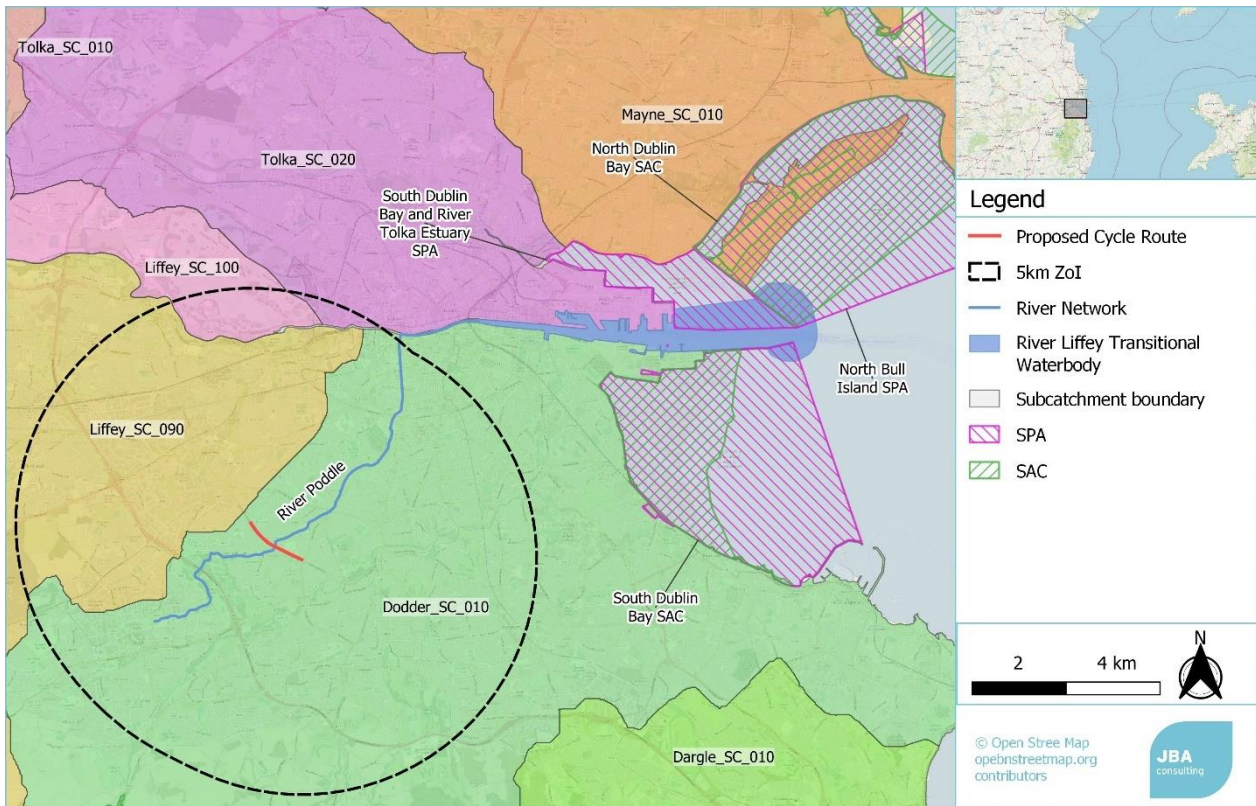 Tolka_SC_010
Mayne_SC_010
Tolka_SC_020
North Dublin
Bay SAC
South Dublin
Bay and River
Tolka Estuary
SPA
Liffey_SC_100
North Bull
Island SPA
Liffey_SC_090
River Poddle
Dodder_SC_010
South Dublin
Bay SAC
Dargle_SC_010
Legend
Proposed Cycle Route
5km ZoI
River Network
River Liffey Transitional
Waterbody
Subcatchment boundary
SPA
SAC
N
2 4 km
© Open Stree Map
opebnstreetmap.org
contributors
JBA
consulting